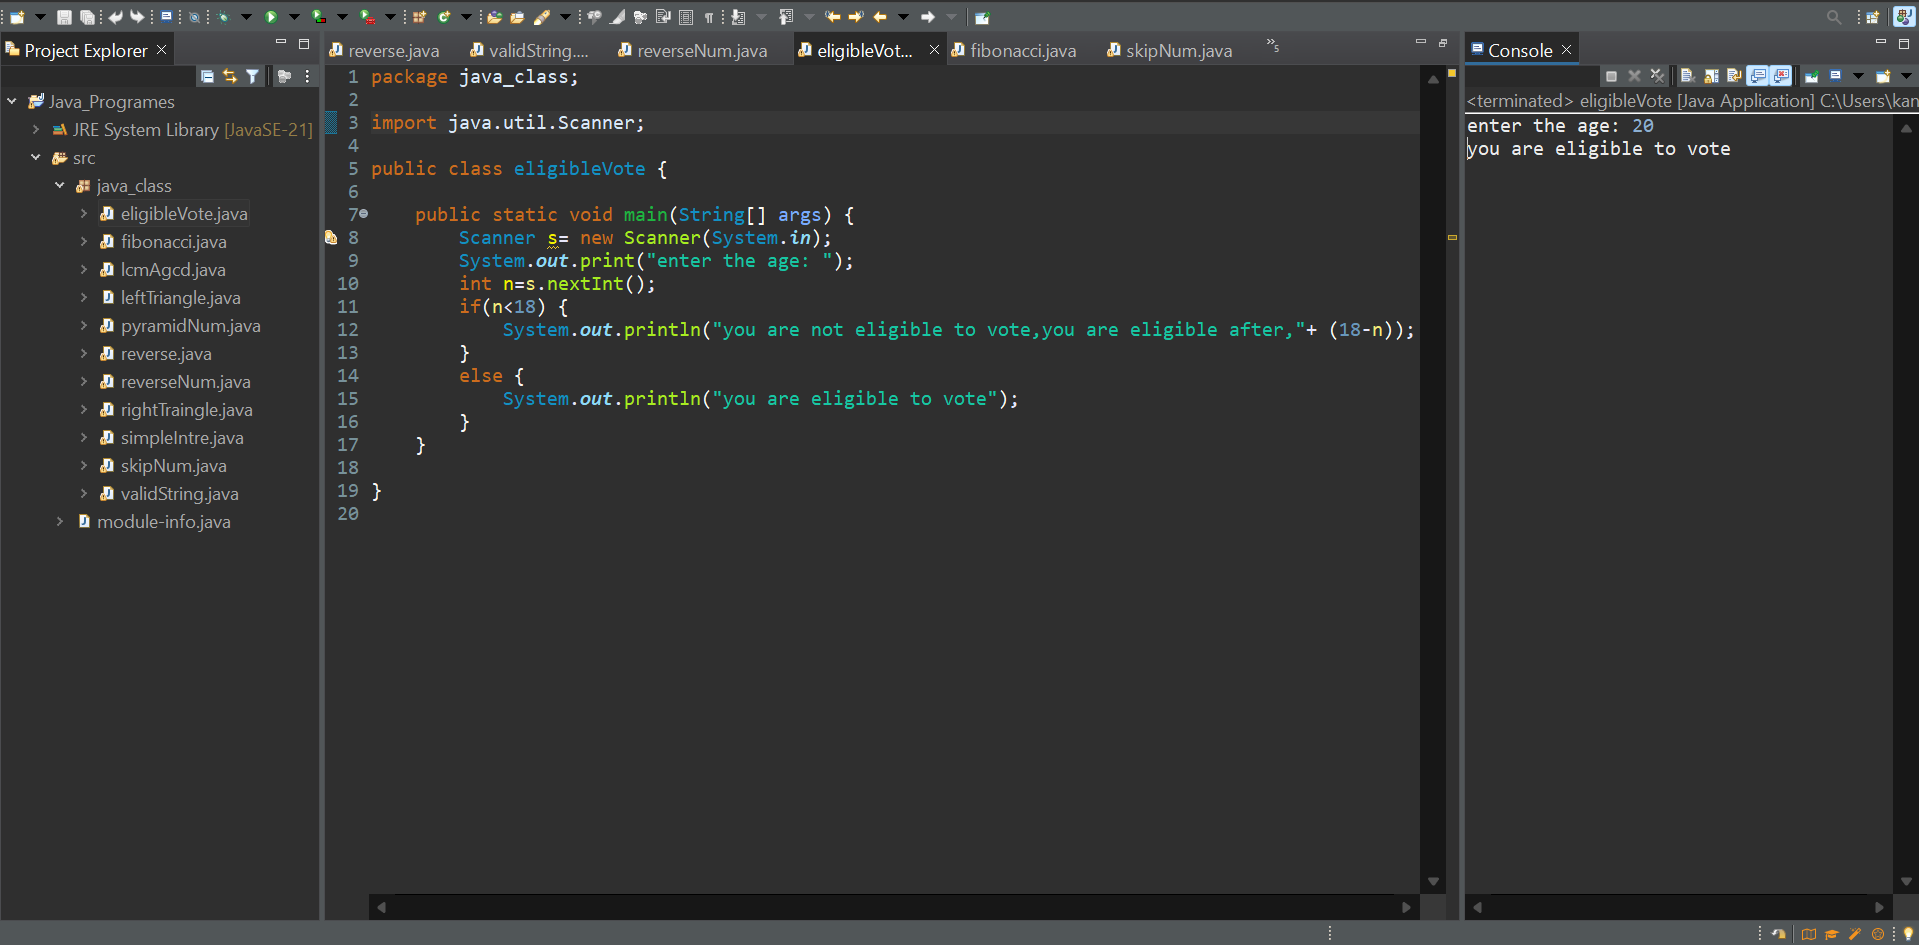 Project Explorer
Java_Programes
JRE System Library [JavaSE-21]
src
java_class
eligibleVote.java
fibonacci.java
lcmAgcd.java
leftTriangle.java
pyramidNum.java
reverse.java
reverseNum.java
rightTraingle.java
simpleIntre.java
skipNum.java
validString.java
module-info.java
reverse.java validString.... reverseNum.java eligibleVot... fibonacci.java skipNum.java »5
1 package java_class;
2
3 import java.util.Scanner;
4
5 public class eligibleVote {
6
7 public static void main(String[] args) {
8 Scanner s= new Scanner(System.in);
9 System.out.print("enter the age: ");
10 int n=s.nextInt();
11 if(n<18) {
12 System.out.println("you are not eligible to vote,you are eligible after,"+ (18-n));
13 }
14 else {
15 System.out.println("you are eligible to vote");
16 }
17 }
18
19 }
20
Console
<terminated> eligibleVote [Java Application] C:\Users\kan
enter the age: 20
you are eligible to vote